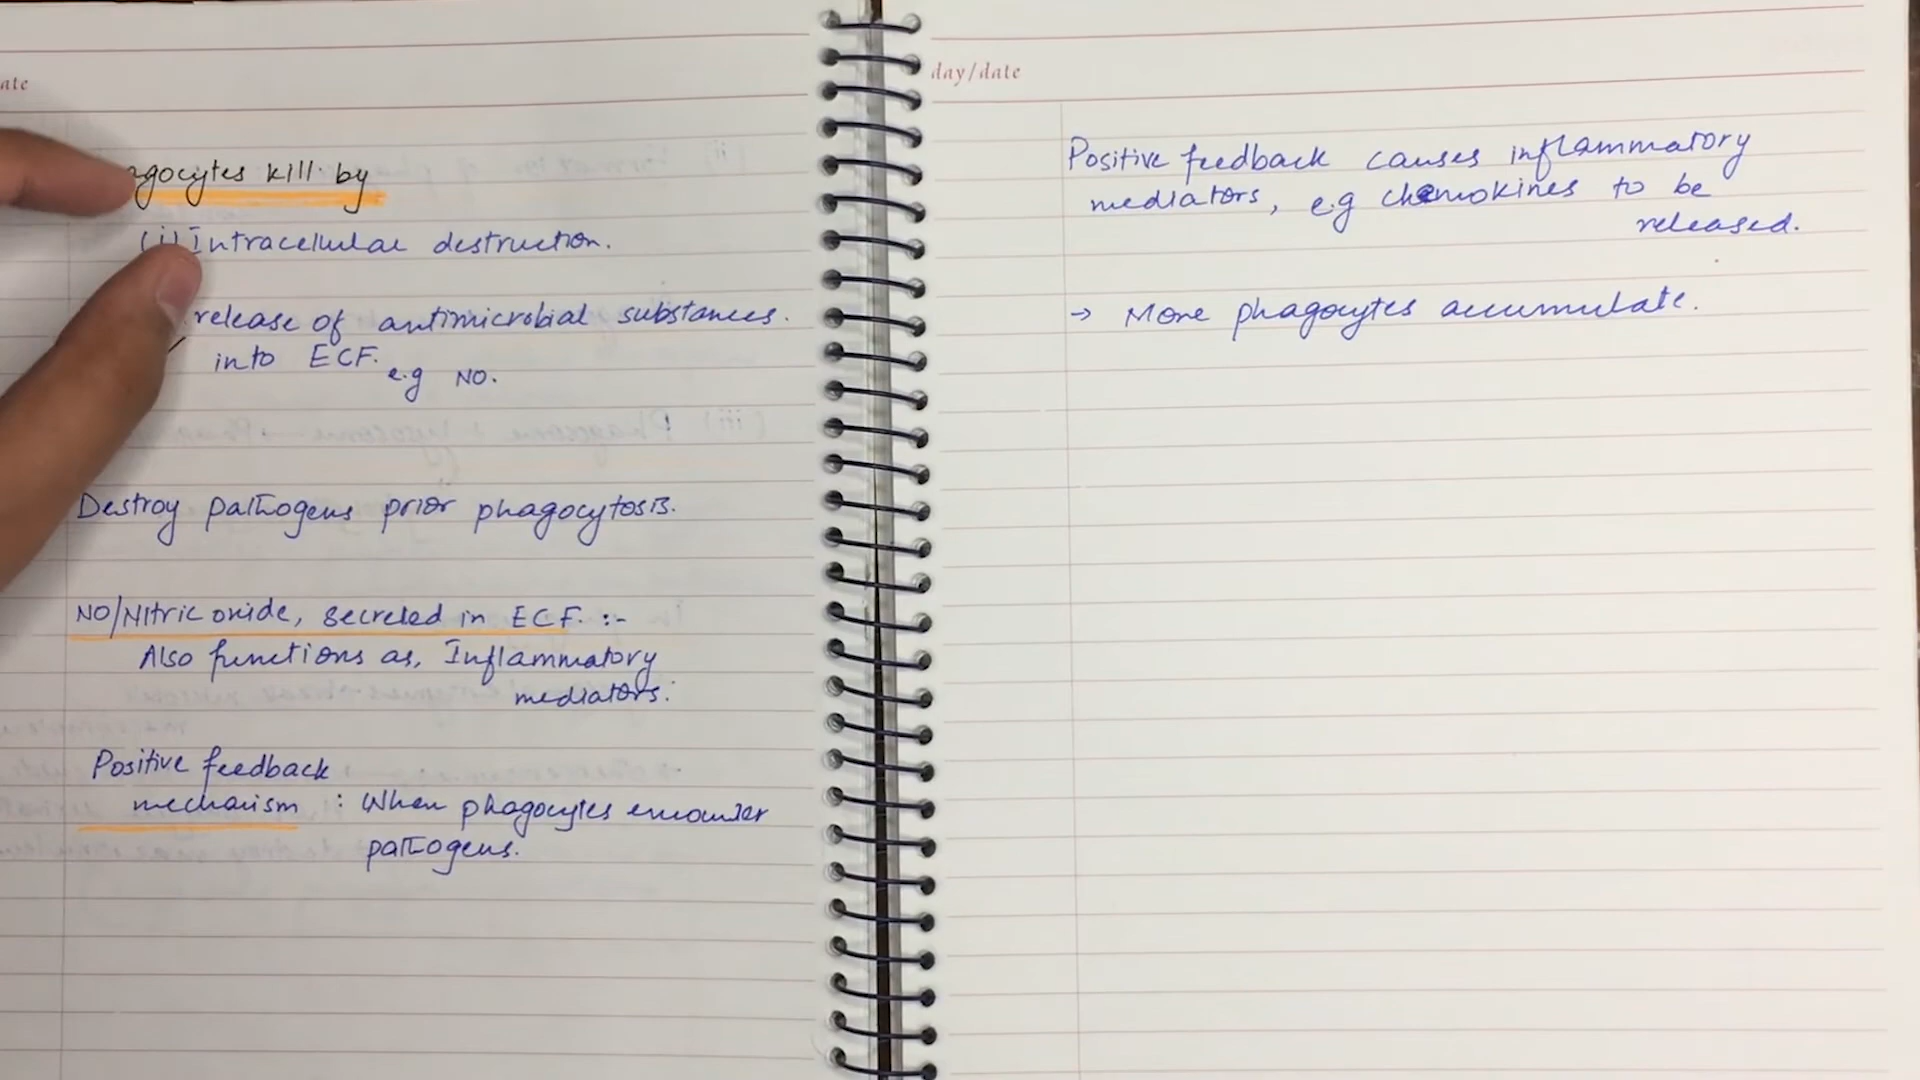 ate
agocytes kill by
(i) Intracellular destruction.
release of antimicrobial substances.
into ECF. e.g NO.
Destroy pathogens prior phagocytosis.
NO/Nitric oxide, secreted in ECF. :-
Also functions as, Inflammatory
mediators.
Positive feedback
mechanism : When phagocytes encounter
pathogens.
day/date
Positive feedback causes inflammatory
mediators, e.g chemokines to be
released.
→ More phagocytes accumulate.